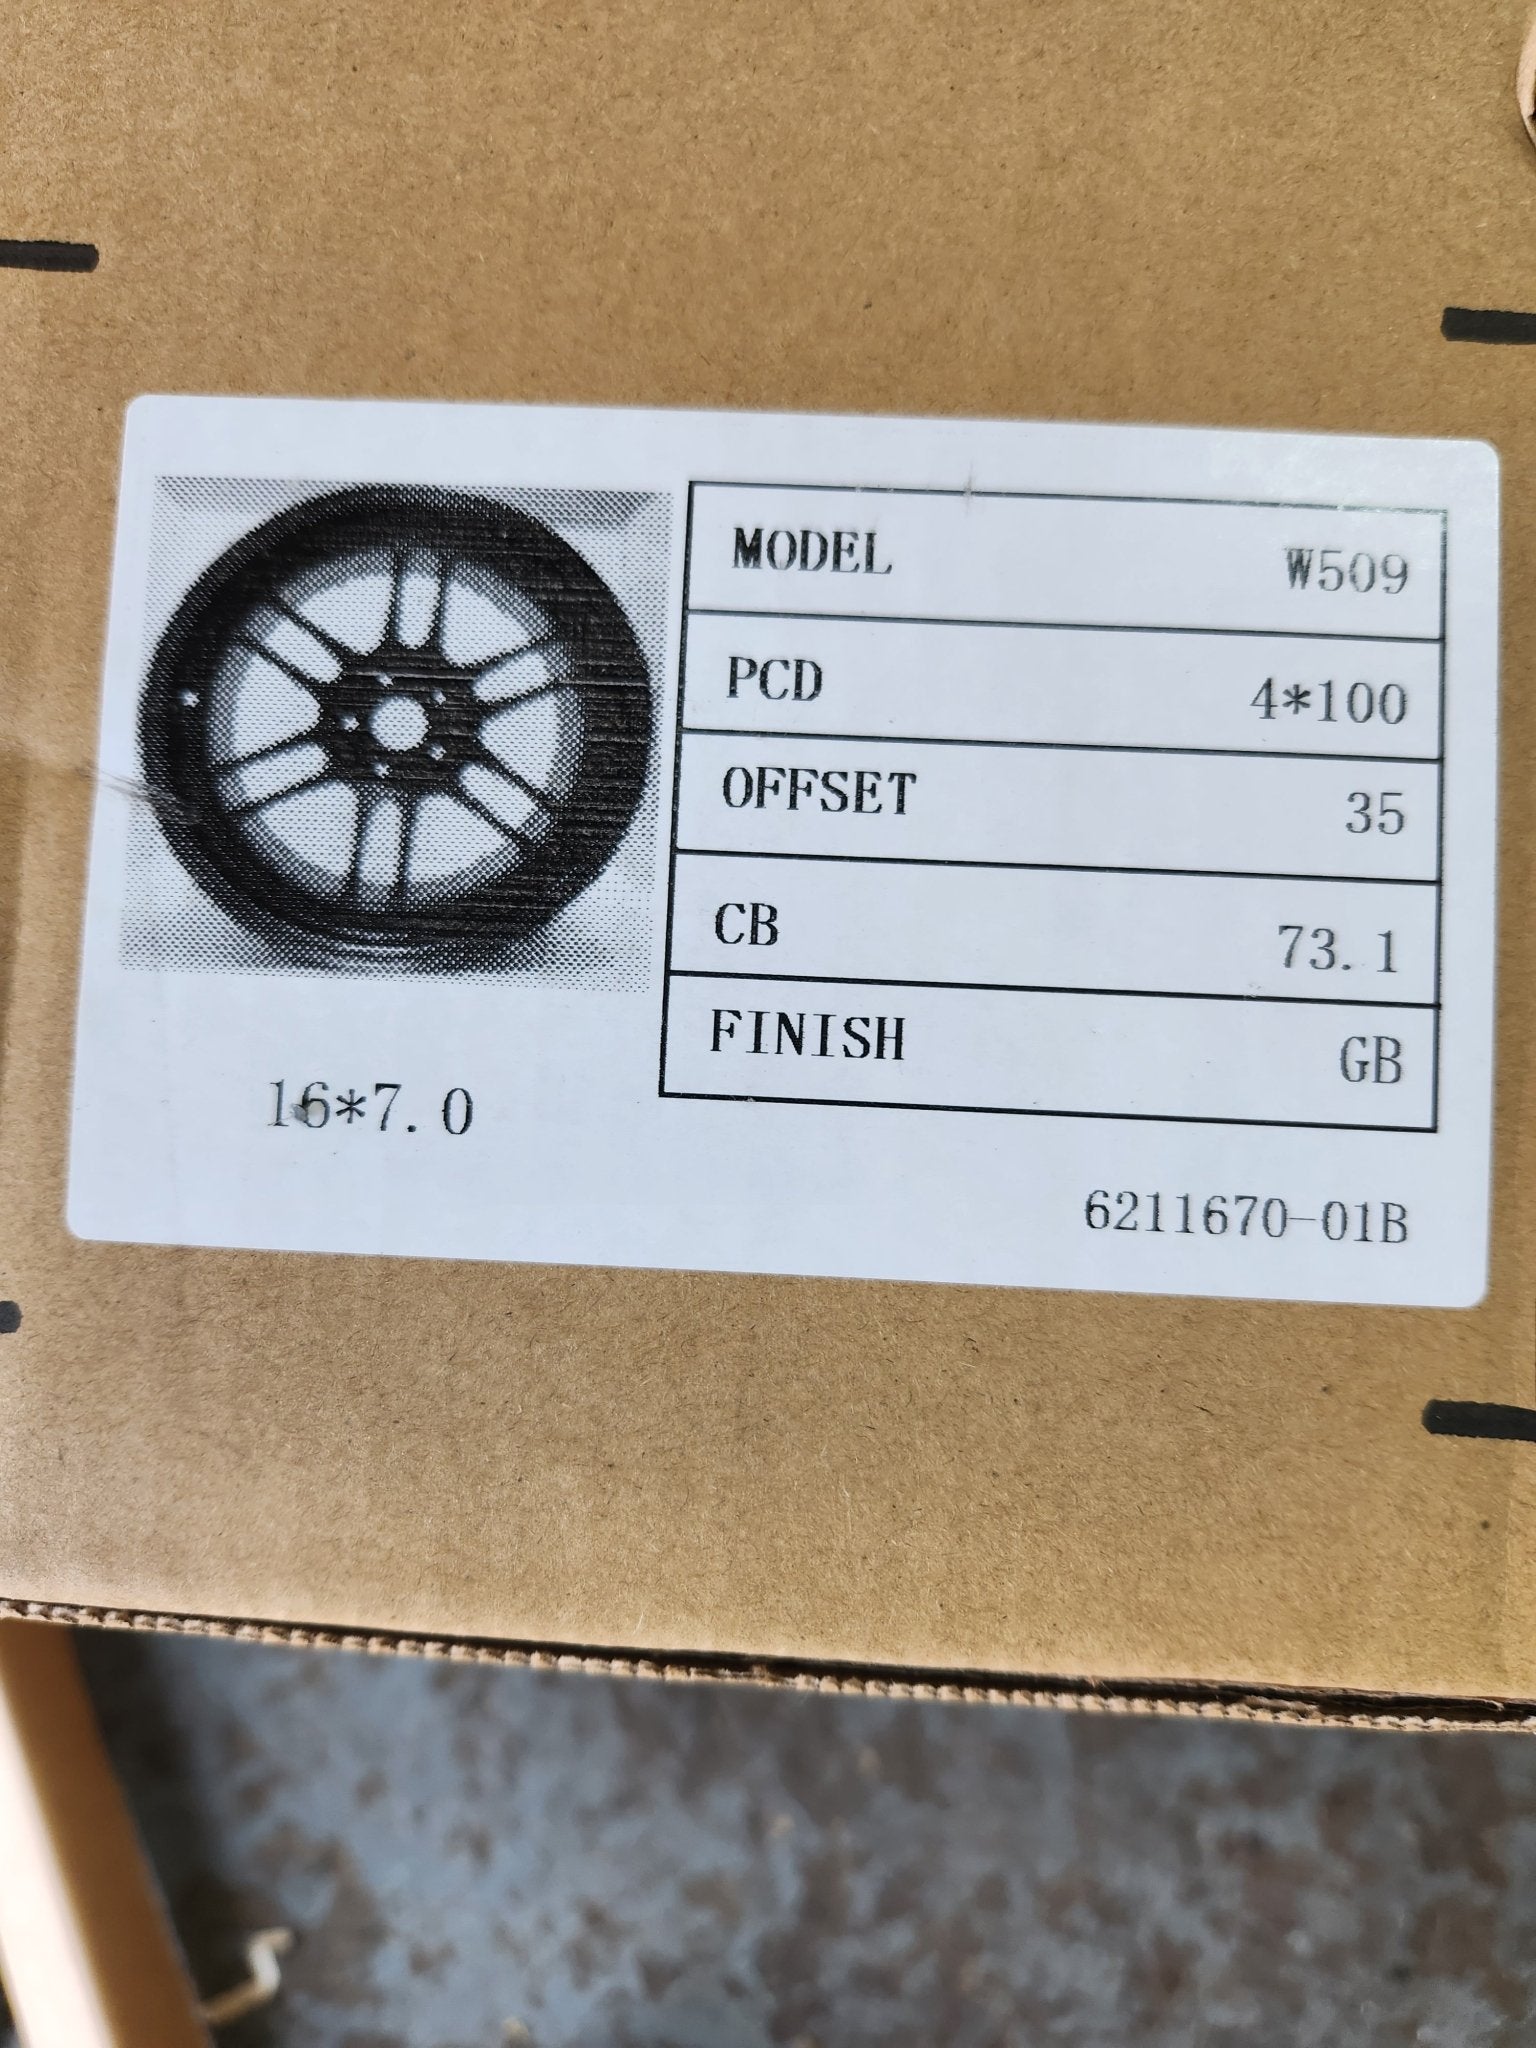 MODEL W509
PCD 4*100
OFFSET 35
CB 73.1
FINISH GB
16*7.0
6211670-01B